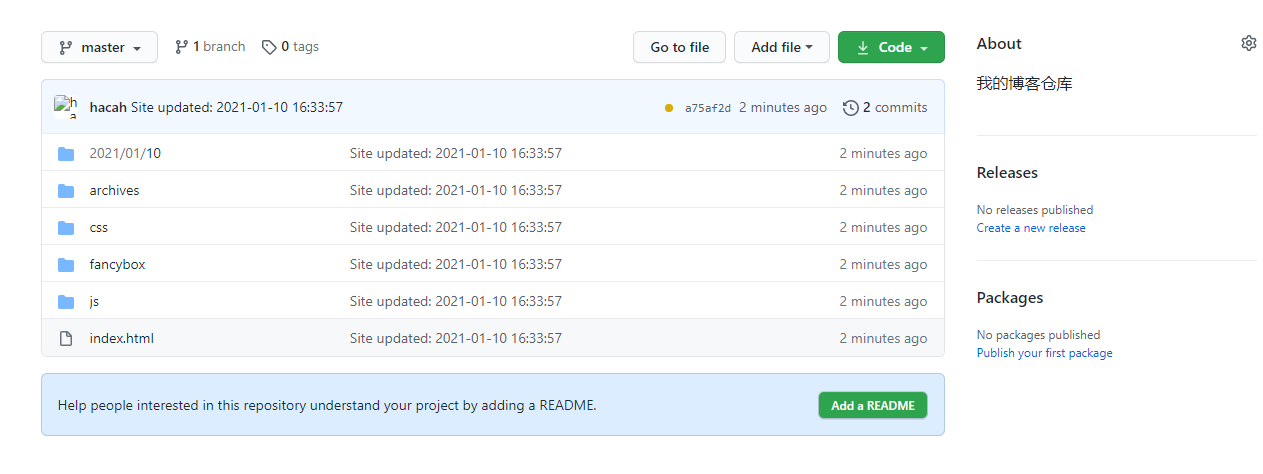 master 1 branch 0 tags Go to file Add file Code
hacah Site updated: 2021-01-10 16:33:57 a75af2d 2 minutes ago 2 commits
2021/01/10 Site updated: 2021-01-10 16:33:57 2 minutes ago
archives Site updated: 2021-01-10 16:33:57 2 minutes ago
css Site updated: 2021-01-10 16:33:57 2 minutes ago
fancybox Site updated: 2021-01-10 16:33:57 2 minutes ago
js Site updated: 2021-01-10 16:33:57 2 minutes ago
index.html Site updated: 2021-01-10 16:33:57 2 minutes ago
Help people interested in this repository understand your project by adding a README. Add a README
About
我的博客仓库
Releases
No releases published
Create a new release
Packages
No packages published
Publish your first package